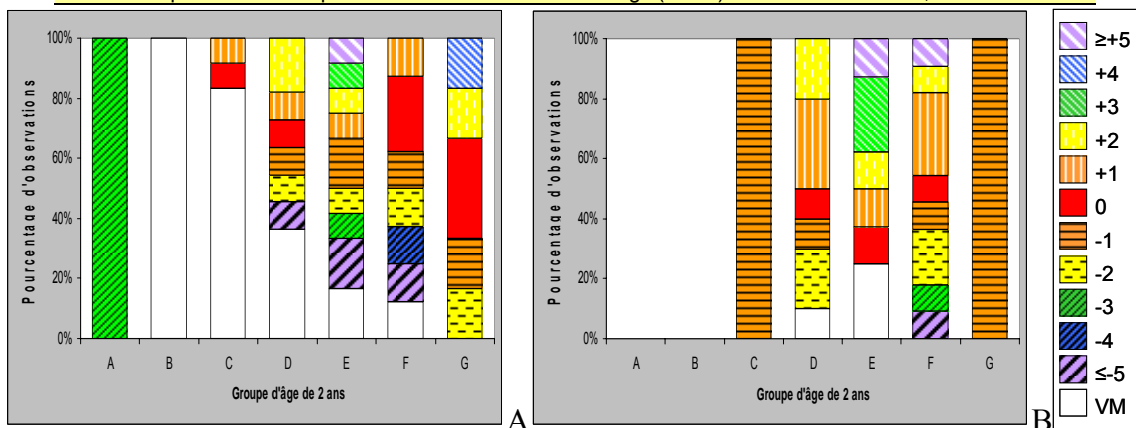 100%
80%
60%
40%
20%
0%
Pourcentage d'observations
A B C D E F G
Groupe d'âge de 2 ans
A
100%
80%
60%
40%
20%
0%
Pourcentage d'observations
A B C D E F G
Groupe d'âge de 2 ans
B
≥+5
+4
+3
+2
+1
0
-1
-2
-3
-4
≤-5
VM